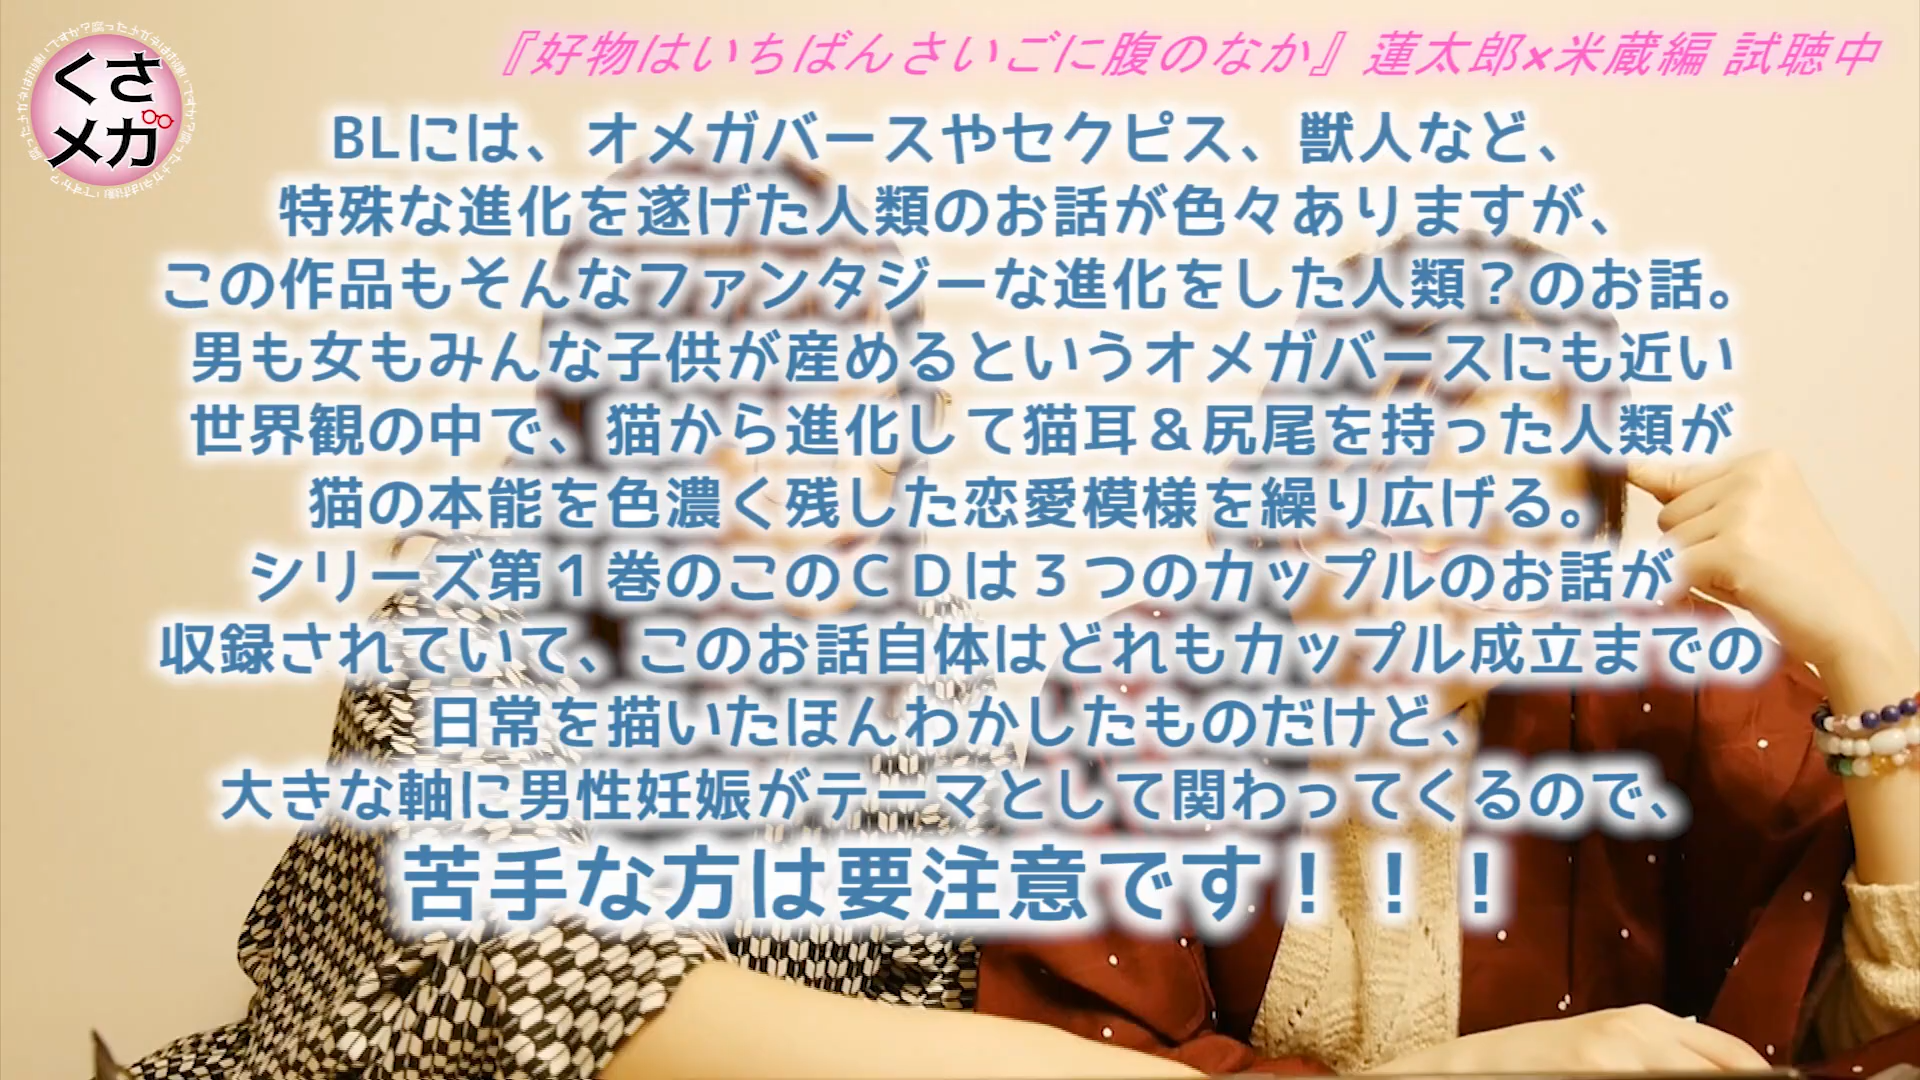 くさ
メガ
『好物はいちばんさいごに腹のなか』蓮太郎×米蔵編 試聴中
BLには、オメガバースやセクピス、獣人など、
特殊な進化を遂げた人類のお話が色々ありますが、
この作品もそんなファンタジーな進化をした人類？のお話。
男も女もみんな子供が産めるというオメガバースにも近い
世界観の中で、猫から進化して猫耳＆尻尾を持った人類が
猫の本能を色濃く残した恋愛模様を繰り広げる。
シリーズ第１巻のこのＣＤは３つのカップルのお話が
収録されていて、このお話自体はどれもカップル成立までの
日常を描いたほんわかしたものだけど、
大きな軸に男性妊娠がテーマとして関わってくるので、
苦手な方は要注意です！！！